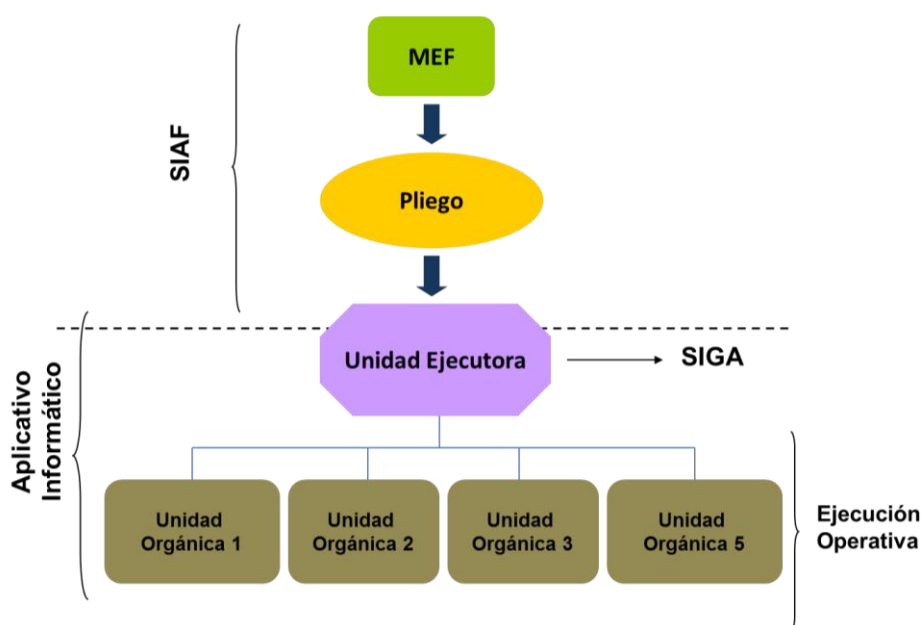 MEF
SIAF
Pliego
Unidad Ejecutora
SIGA
Aplicativo
Informático
Unidad
Orgánica 1
Unidad
Orgánica 2
Unidad
Orgánica 3
Unidad
Orgánica 5
Ejecución
Operativa